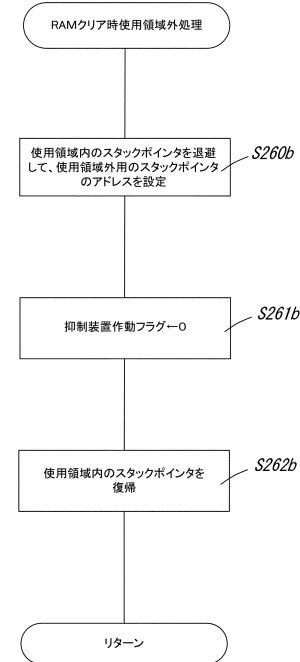 RAMクリア時使用領域外処理
使用領域内のスタックポインタを退避
して、使用領域外用のスタックポインタ
のアドレスを設定
S260b
抑制装置作動フラグ←0
S261b
使用領域内のスタックポインタを
復帰
S262b
リターン